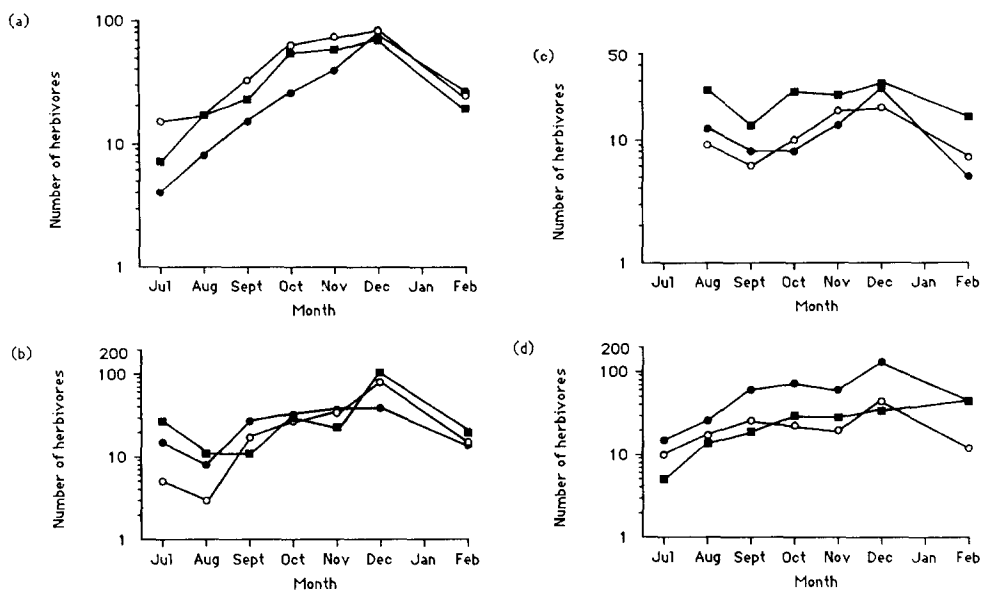 (a)
Number of herbivores
100
10
1
Jul Aug Sept Oct Nov Dec Jan Feb
Month
(b)
Number of herbivores
200
100
10
1
Jul Aug Sept Oct Nov Dec Jan Feb
Month
(c)
Number of herbivores
50
10
1
Jul Aug Sept Oct Nov Dec Jan Feb
Month
(d)
Number of herbivores
200
100
10
1
Jul Aug Sept Oct Nov Dec Jan Feb
Month